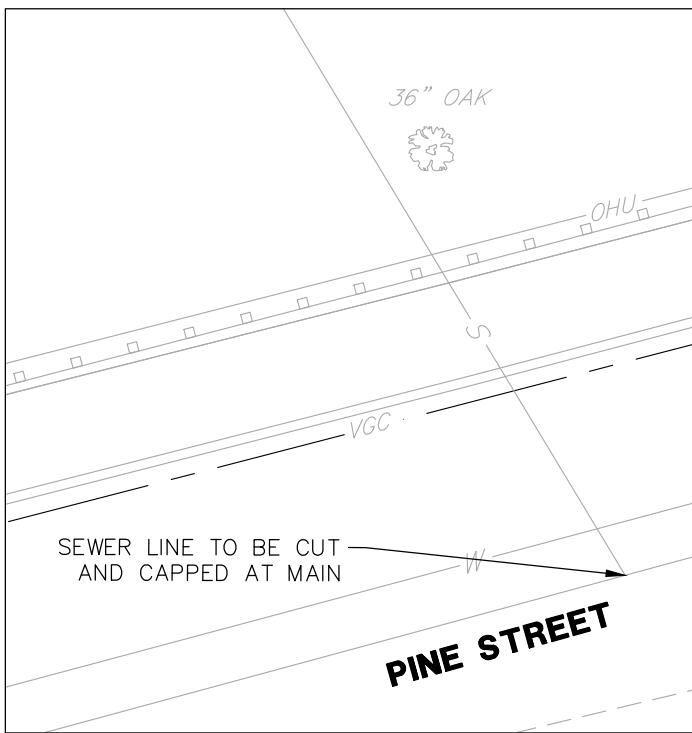 36" OAK
OHU
S
VGC
SEWER LINE TO BE CUT
AND CAPPED AT MAIN
W
PINE STREET